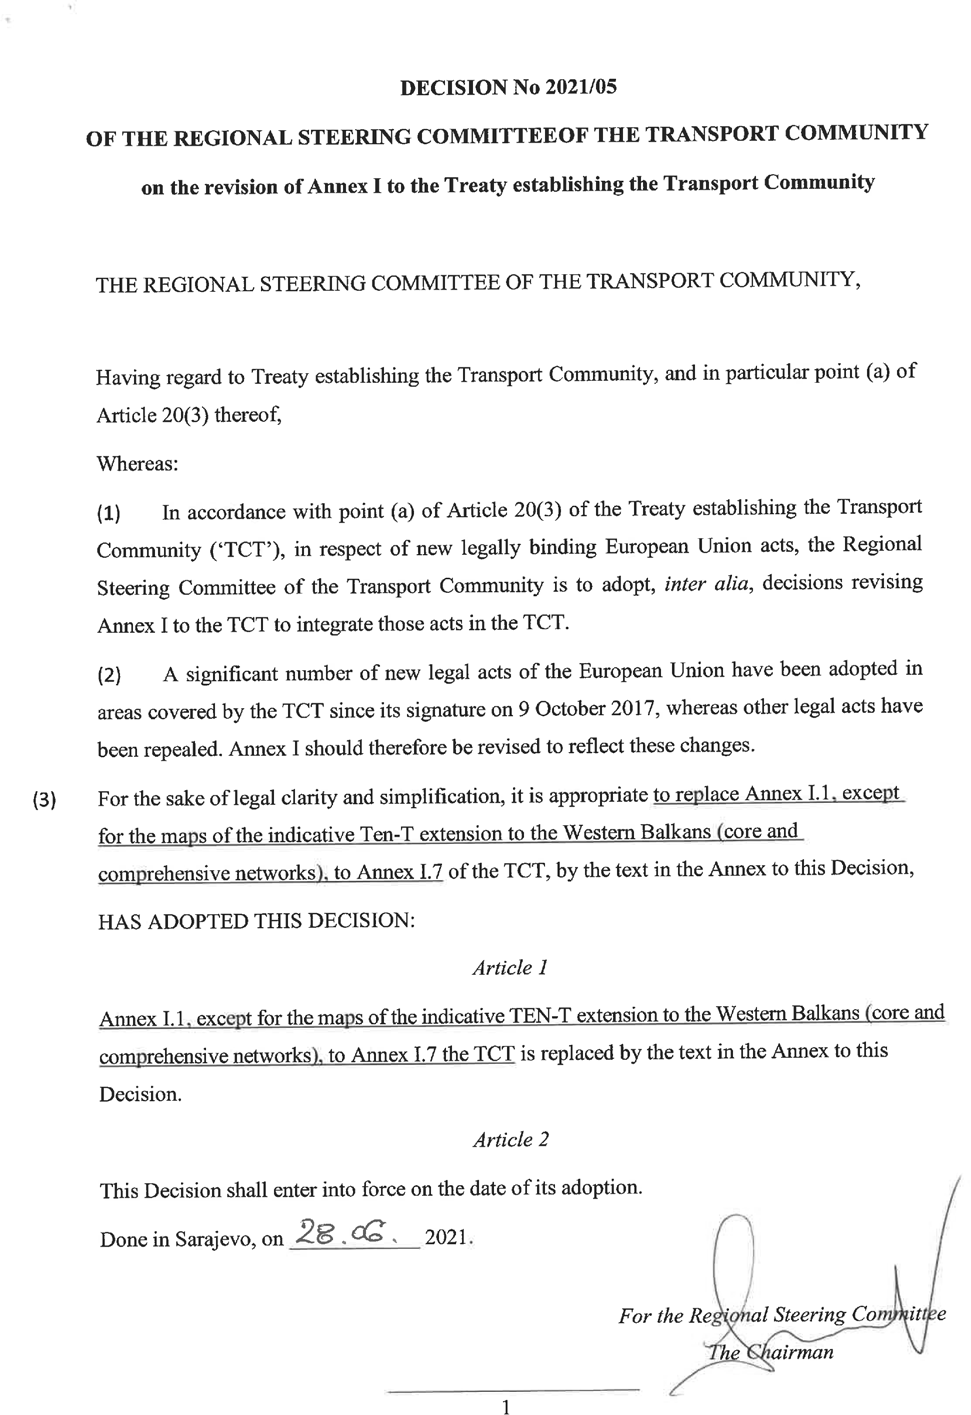 DECISION No 2021/05
OF THE REGIONAL STEERING COMMITTEEOF THE TRANSPORT COMMUNITY
on the revision of Annex I to the Treaty establishing the Transport Community
THE REGIONAL STEERING COMMITTEE OF THE TRANSPORT COMMUNITY,
Having regard to Treaty establishing the Transport Community, and in particular point (a) of
Article 20(3) thereof,
Whereas:
(1) In accordance with point (a) of Article 20(3) of the Treaty establishing the Transport
Community (‘TCT’), in respect of new legally binding European Union acts, the Regional
Steering Committee of the Transport Community is to adopt, inter alia, decisions revising
Annex I to the TCT to integrate those acts in the TCT.
(2) A significant number of new legal acts of the European Union have been adopted in
areas covered by the TCT since its signature on 9 October 2017, whereas other legal acts have
been repealed. Annex I should therefore be revised to reflect these changes.
(3) For the sake of legal clarity and simplification, it is appropriate to replace Annex I.1, except
for the maps of the indicative Ten-T extension to the Western Balkans (core and
comprehensive networks), to Annex I.7 of the TCT, by the text in the Annex to this Decision,
HAS ADOPTED THIS DECISION:
Article 1
Annex I.1, except for the maps of the indicative TEN-T extension to the Western Balkans (core and
comprehensive networks), to Annex I.7 the TCT is replaced by the text in the Annex to this
Decision.
Article 2
This Decision shall enter into force on the date of its adoption.
Done in Sarajevo, on 28.06. 2021.
For the Regional Steering Committee
The Chairman
1